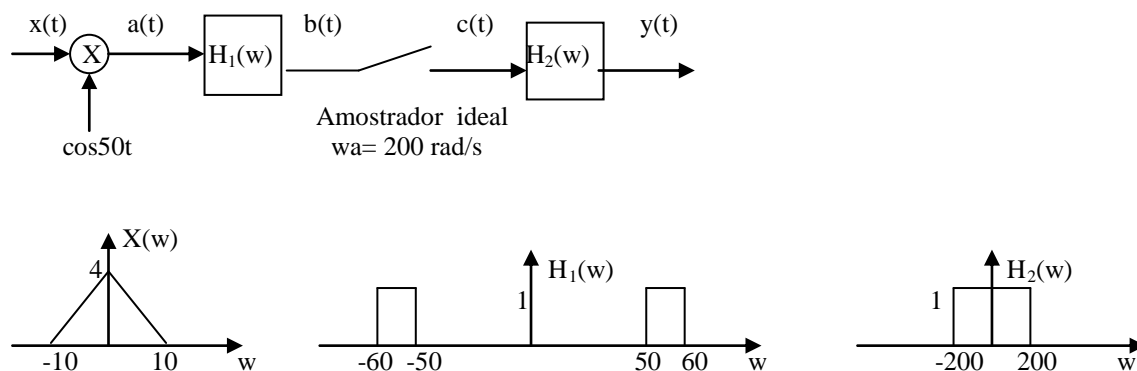 x(t) a(t) b(t) c(t) y(t)
X H₁(w) H₂(w)
Amostrador ideal
cos50t wa= 200 rad/s
X(w) H₁(w) H₂(w)
4 1 1
-10 10 w -60 -50 50 60 w -200 200 w